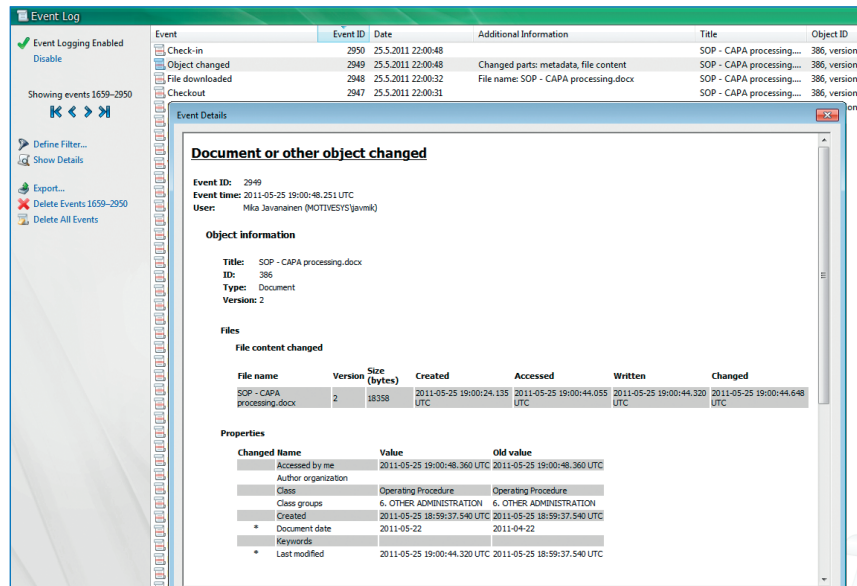 Event Log
Event Logging Enabled
Disable
Showing events 1659–2950
Define Filter...
Show Details
Export...
Delete Events 1659–2950
Delete All Events
Event Event ID Date Additional Information Title Object ID
Check-in 2950 25.5.2011 22:00:48 SOP - CAPA processing.... 386, version
Object changed 2949 25.5.2011 22:00:48 Changed parts: metadata, file content SOP - CAPA processing.... 386, version
File downloaded 2948 25.5.2011 22:00:32 File name: SOP - CAPA processing.docx SOP - CAPA processing.... 386, version
Checkout 2947 25.5.2011 22:00:31 SOP - CAPA processing.... 386, version
Event Details
Document or other object changed
Event ID: 2949
Event time: 2011-05-25 19:00:48.251 UTC
User: Mika Javanainen (MOTIVESYS\javmik)
Object information
Title: SOP - CAPA processing.docx
ID: 386
Type: Document
Version: 2
Files
File content changed
File name Version Size (bytes) Created Accessed Written Changed
SOP - CAPA processing.docx 2 18358 2011-05-25 19:00:24.135 UTC 2011-05-25 19:00:44.055 UTC 2011-05-25 19:00:44.320 UTC 2011-05-25 19:00:44.648 UTC
Properties
Changed Name Value Old value
Accessed by me 2011-05-25 19:00:48.360 UTC 2011-05-25 19:00:48.360 UTC
Author organization
Class Operating Procedure Operating Procedure
Class groups 6. OTHER ADMINISTRATION 6. OTHER ADMINISTRATION
Created 2011-05-25 18:59:37.540 UTC 2011-05-25 18:59:37.540 UTC
* Document date 2011-05-22 2011-04-22
Keywords
* Last modified 2011-05-25 19:00:44.320 UTC 2011-05-25 18:59:37.540 UTC